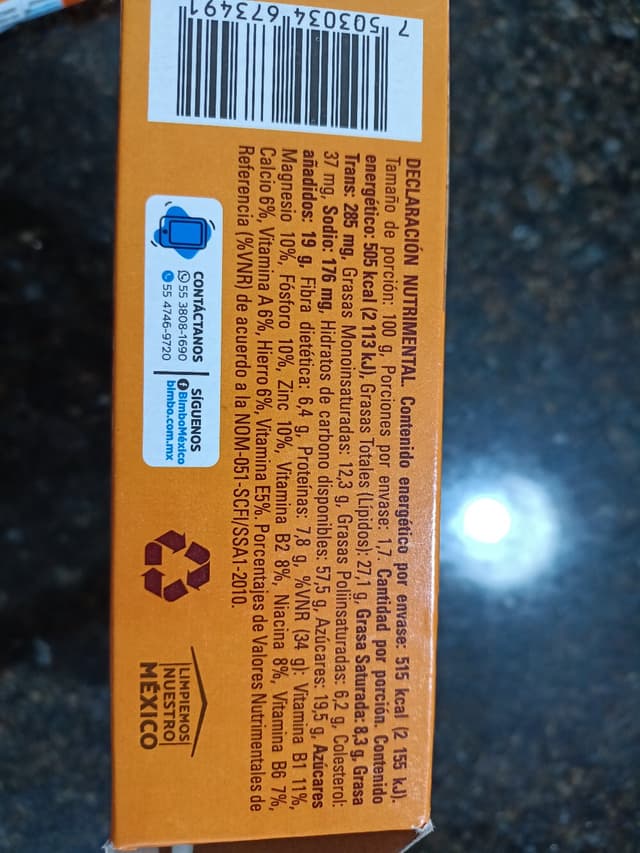 7 503034 673491
DECLARACIÓN NUTRIMENTAL. Contenido energético por envase: 515 kcal (2 155 kJ).
Tamaño de porción: 100 g, Porciones por envase: 1,7. Cantidad por porción. Contenido
energético: 505 kcal (2 113 kJ), Grasas Totales (Lípidos): 27,1 g, Grasa Saturada: 8,3 g, Grasa
Trans: 285 mg, Grasas Monoinsaturadas: 12,3 g, Grasas Poliinsaturadas: 6,2 g, Colesterol:
37 mg, Sodio: 176 mg, Hidratos de carbono disponibles: 57,5 g, Azúcares: 19,5 g, Azúcares
añadidos: 19 g, Fibra dietética: 6,4 g, Proteínas: 7,8 g, %VNR (34 g): Vitamina B1 11%,
Magnesio 10%, Fósforo 10%, Zinc 10%, Vitamina B2 8%, Niacina 8%, Vitamina B6 7%,
Calcio 6%, Vitamina A 6%, Hierro 6%, Vitamina E5%. Porcentajes de Valores Nutrimentales de
Referencia (%VNR) de acuerdo a la NOM-051-SCFI/SSA1-2010.
CONTÁCTANOS
55 3808-1690
55 4746-9720
SÍGUENOS
BimboMéxico
bimbo.com.mx
LIMPIEMOS
NUESTRO
MÉXICO